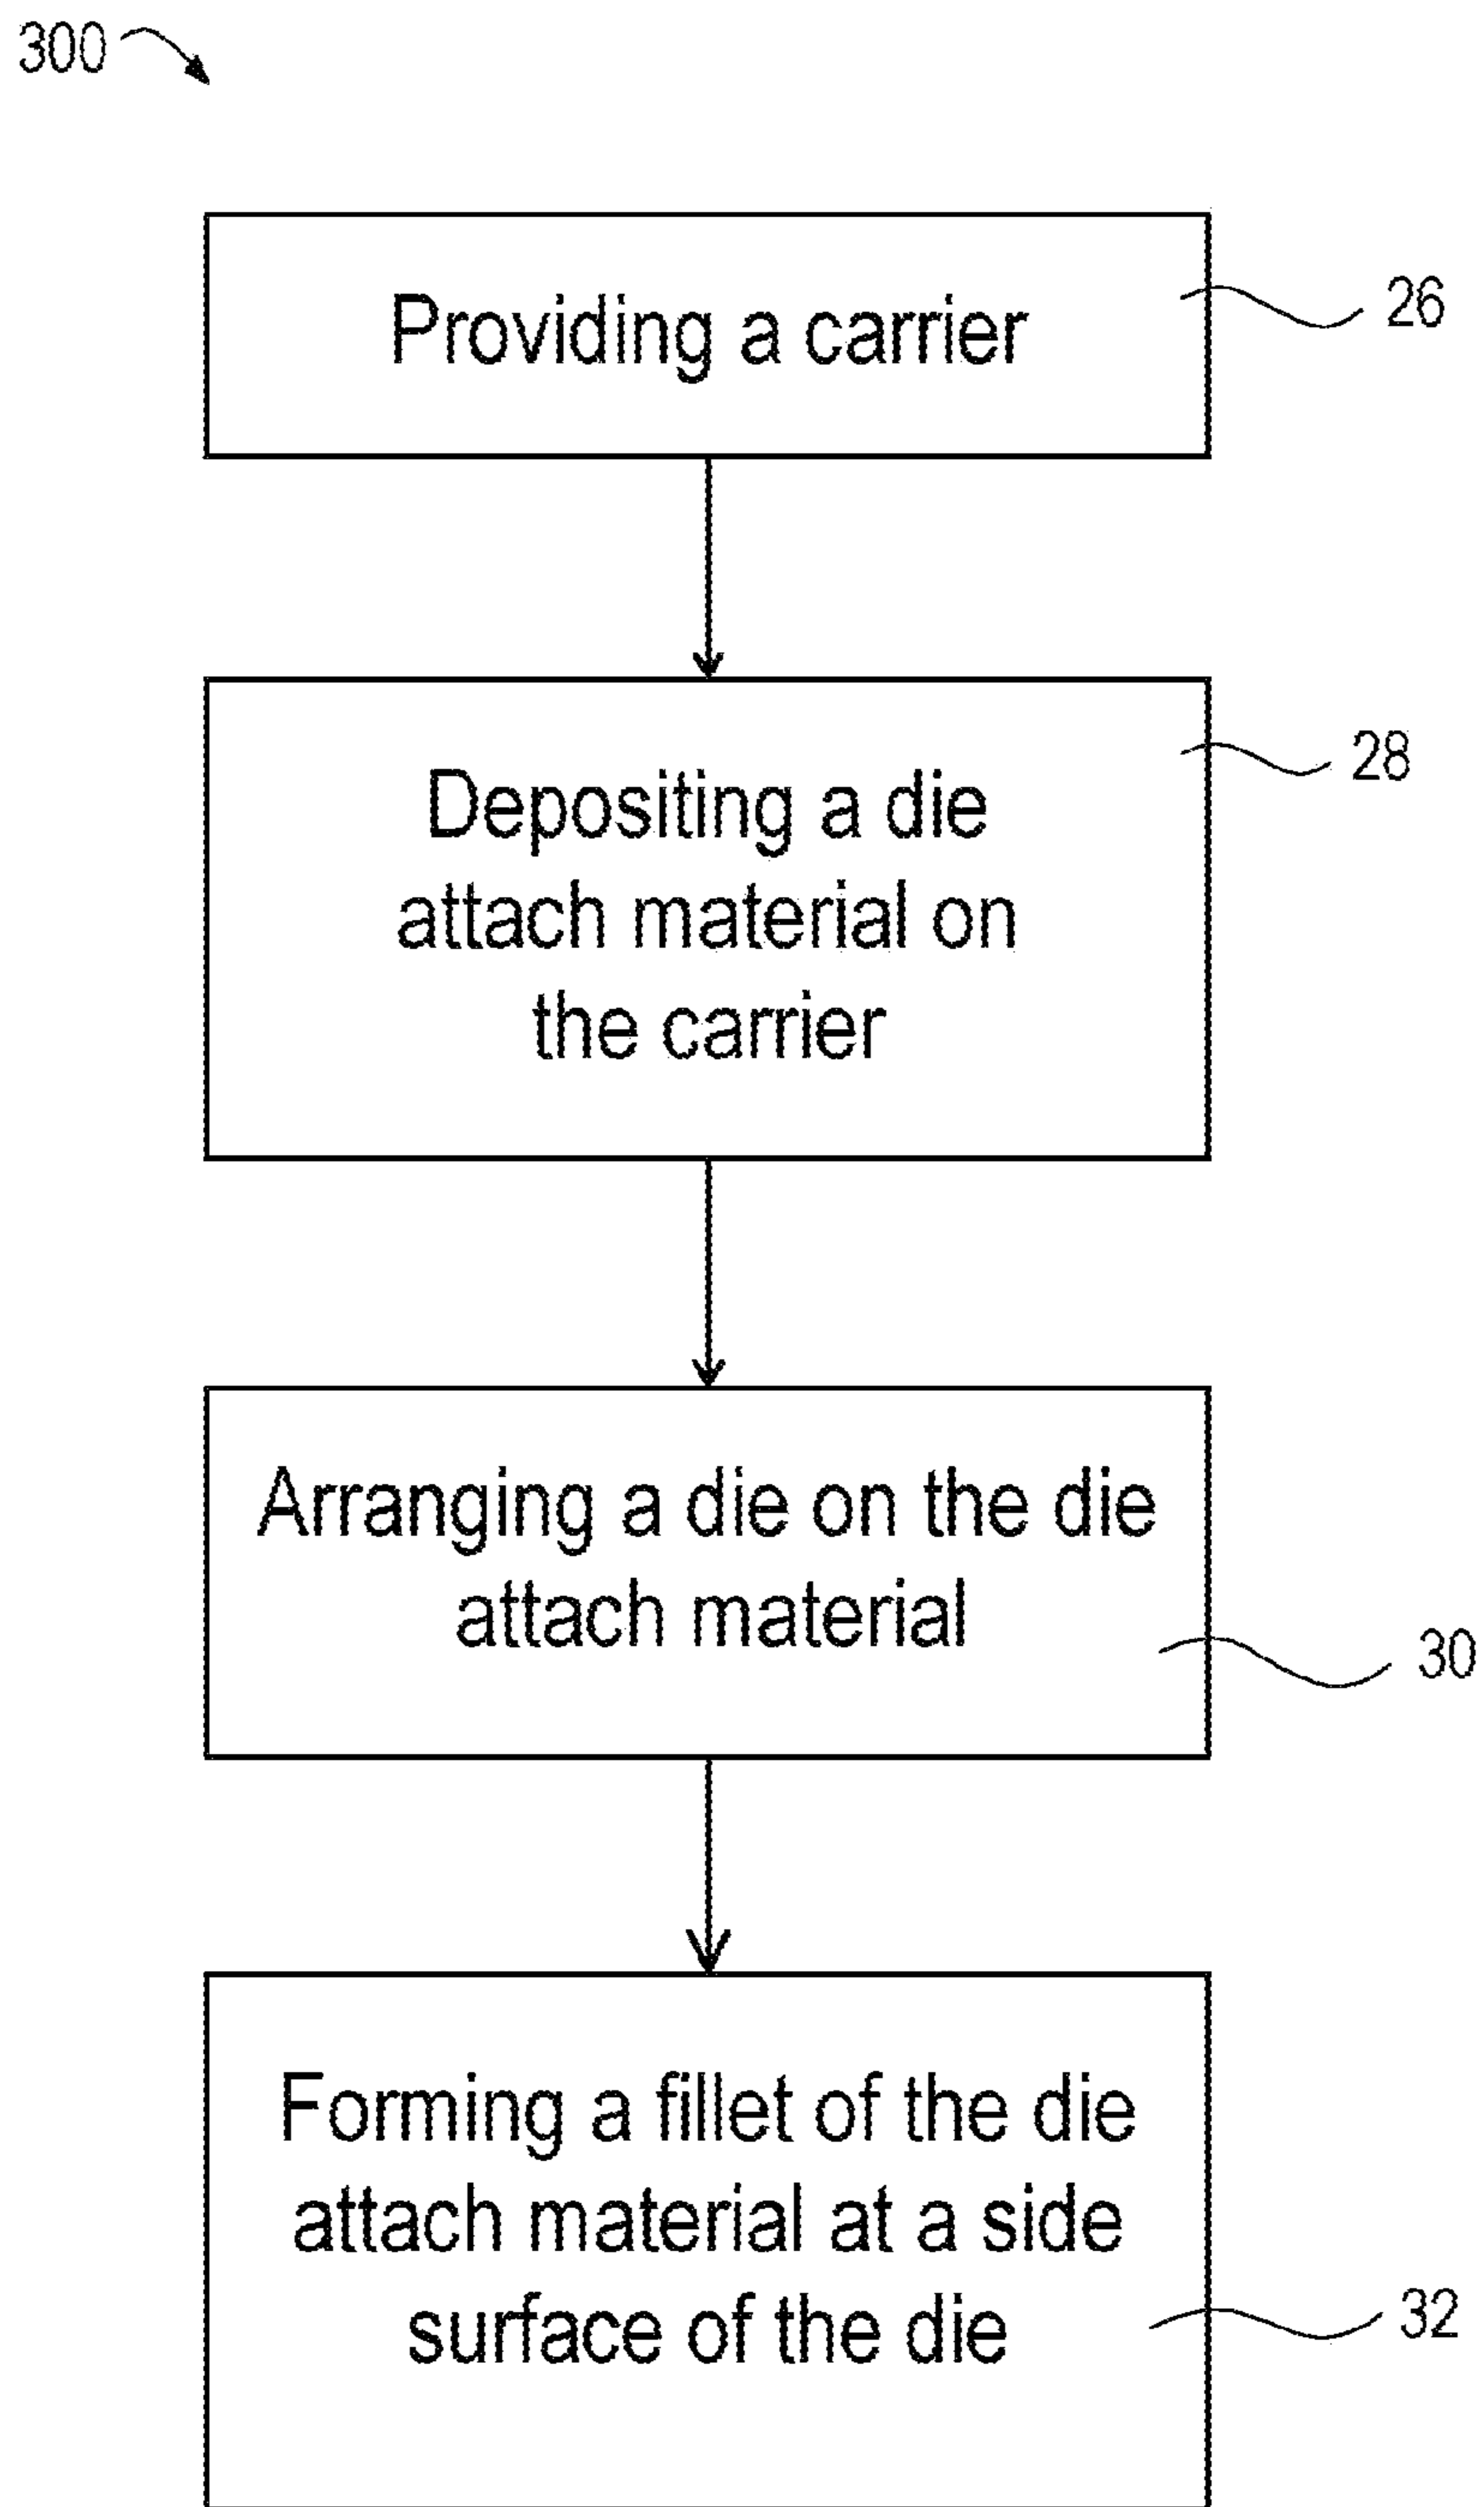 300
Providing a carrier
26
Depositing a die
28
attach material on
the carrier
Arranging a die on the die
attach material
30
Forming a fillet of the die
attach material at a side
surface of the die
32